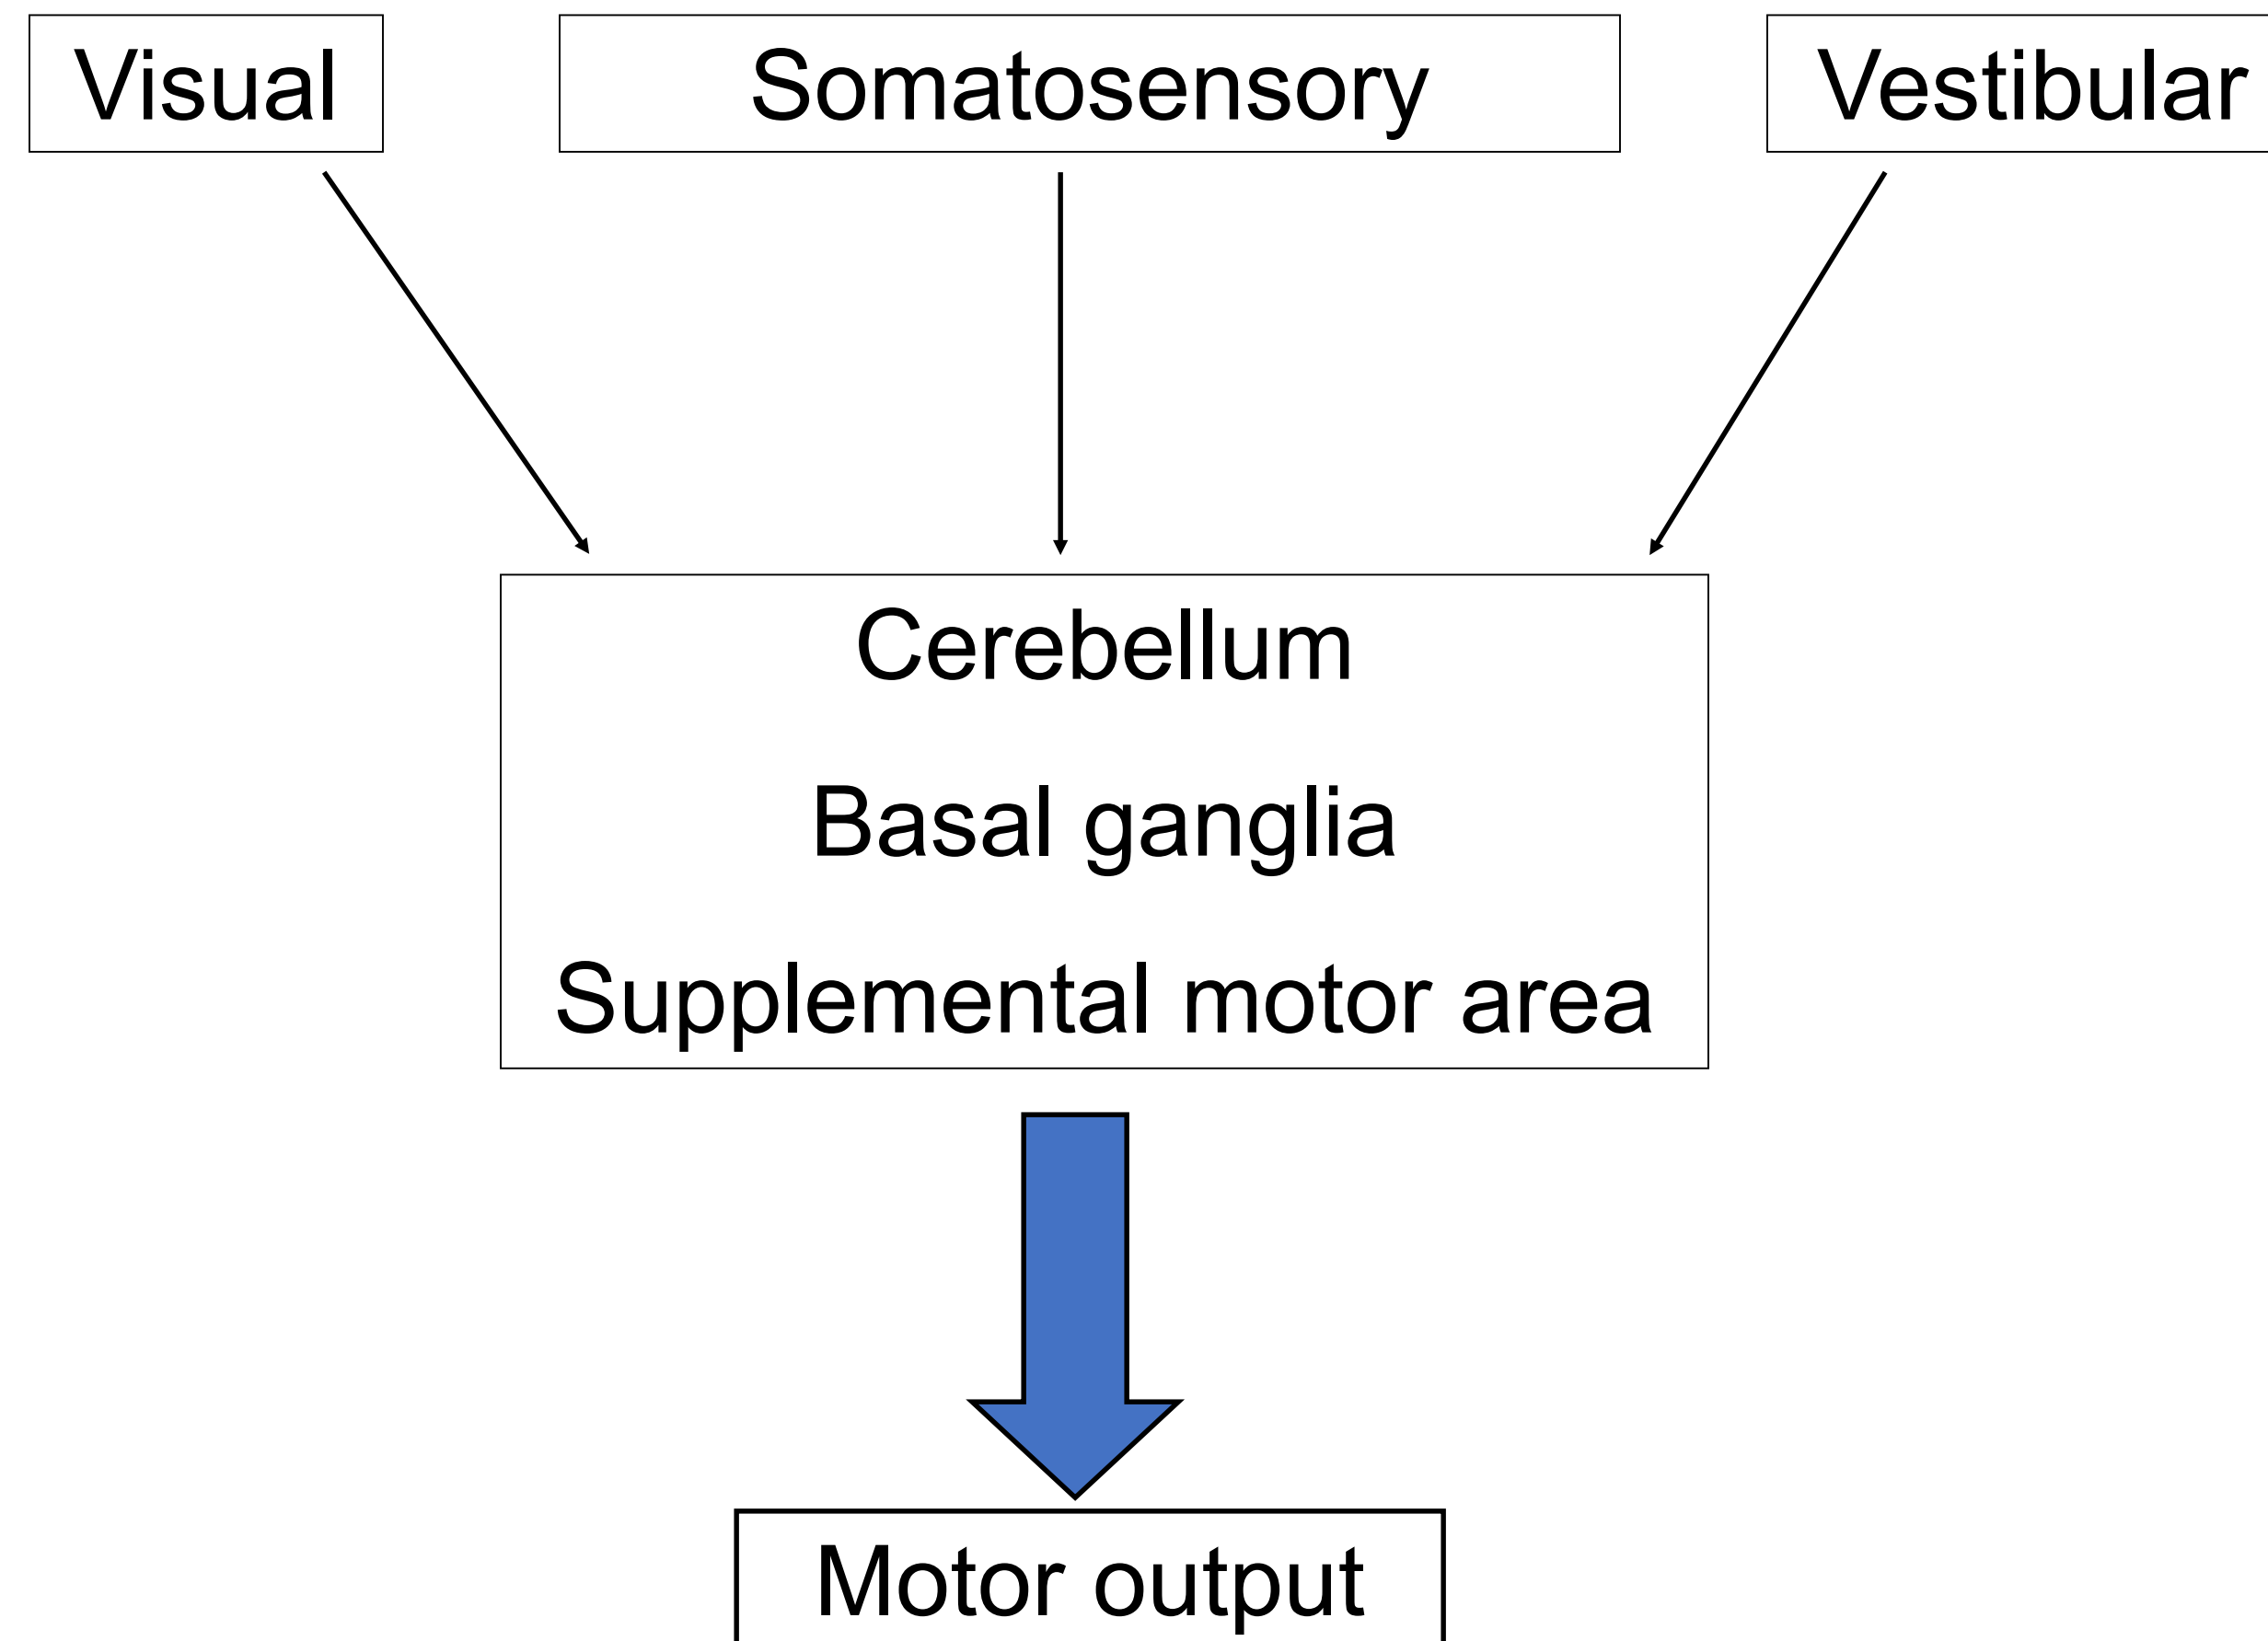 Visual
Somatosensory
Vestibular
Cerebellum
Basal ganglia
Supplemental motor area
Motor output